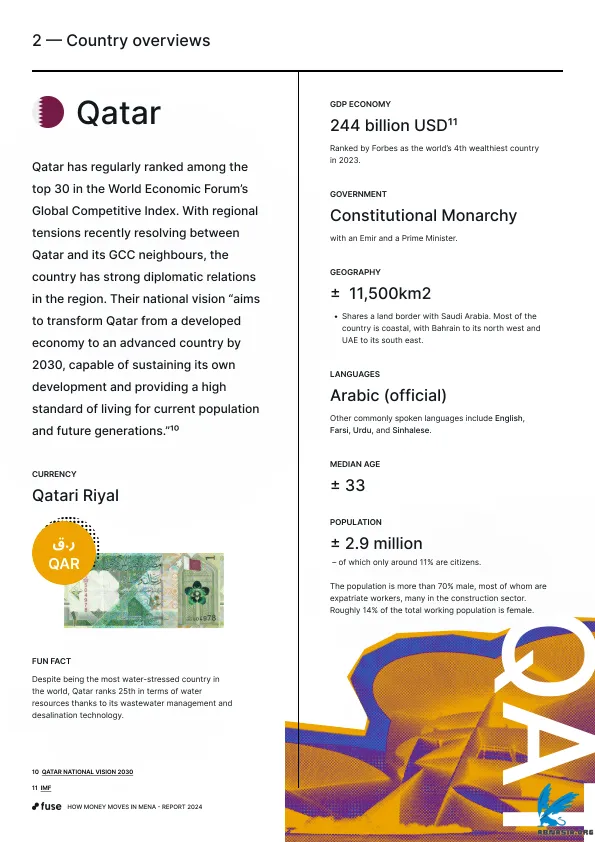 2 — Country overviews
Qatar
Qatar has regularly ranked among the
top 30 in the World Economic Forum's
Global Competitive Index. With regional
tensions recently resolving between
Qatar and its GCC neighbours, the
country has strong diplomatic relations
in the region. Their national vision “aims
to transform Qatar from a developed
economy to an advanced country by
2030, capable of sustaining its own
development and providing a high
standard of living for current population
and future generations.”¹⁰
CURRENCY
Qatari Riyal
ر.ق
QAR
1
FUN FACT
Despite being the most water-stressed country in
the world, Qatar ranks 25th in terms of water
resources thanks to its wastewater management and
desalination technology.
10 QATAR NATIONAL VISION 2030
11 IMF
fuse HOW MONEY MOVES IN MENA - REPORT 2024
GDP ECONOMY
244 billion USD¹¹
Ranked by Forbes as the world's 4th wealthiest country
in 2023.
GOVERNMENT
Constitutional Monarchy
with an Emir and a Prime Minister.
GEOGRAPHY
± 11,500km2
• Shares a land border with Saudi Arabia. Most of the
country is coastal, with Bahrain to its north west and
UAE to its south east.
LANGUAGES
Arabic (official)
Other commonly spoken languages include English,
Farsi, Urdu, and Sinhalese.
MEDIAN AGE
± 33
POPULATION
± 2.9 million
– of which only around 11% are citizens.
The population is more than 70% male, most of whom are
expatriate workers, many in the construction sector.
Roughly 14% of the total working population is female.
QA
ARNASIA.ORG